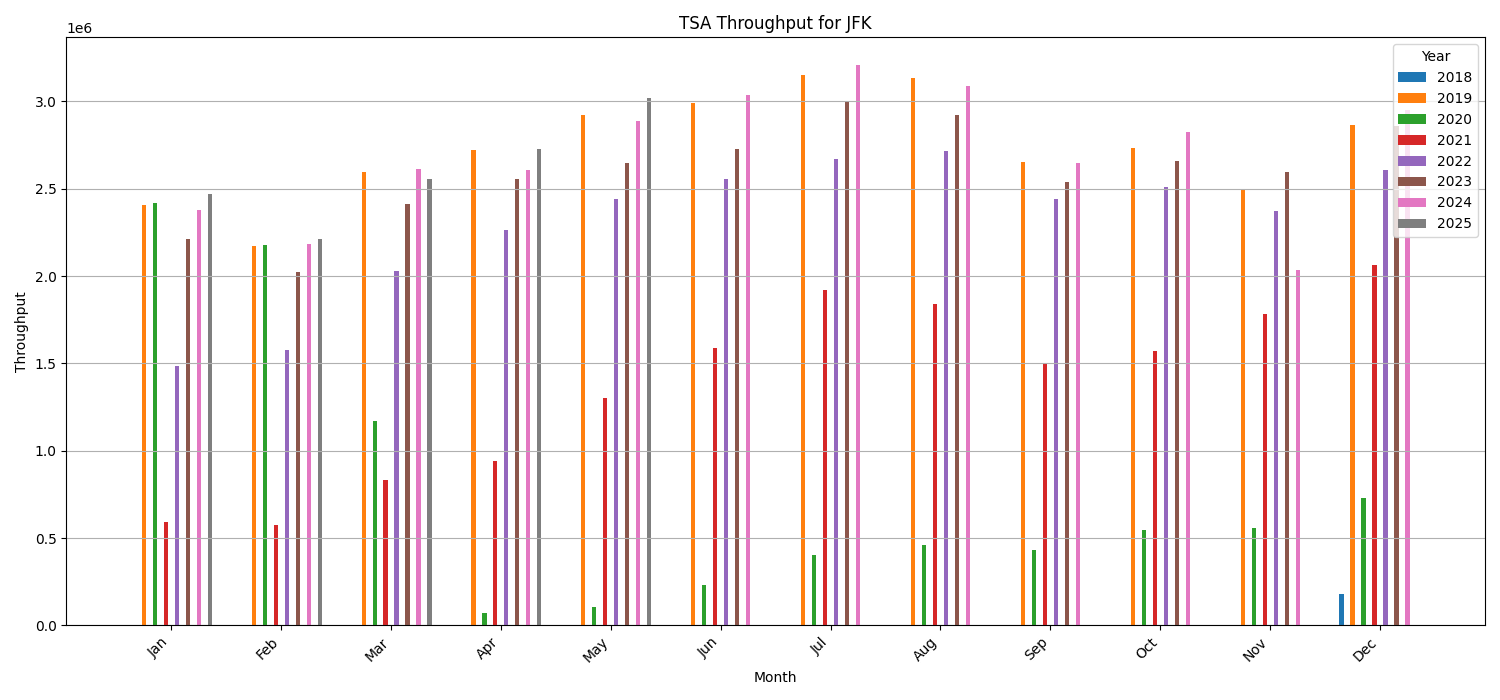 TSA Throughput for JFK
1e6
3.0
2.5
2.0
1.5
1.0
0.5
0.0
Throughput
Jan
Feb
Mar
Apr
May
Jun
Jul
Aug
Sep
Oct
Nov
Dec
Month
Year
2018
2019
2020
2021
2022
2023
2024
2025